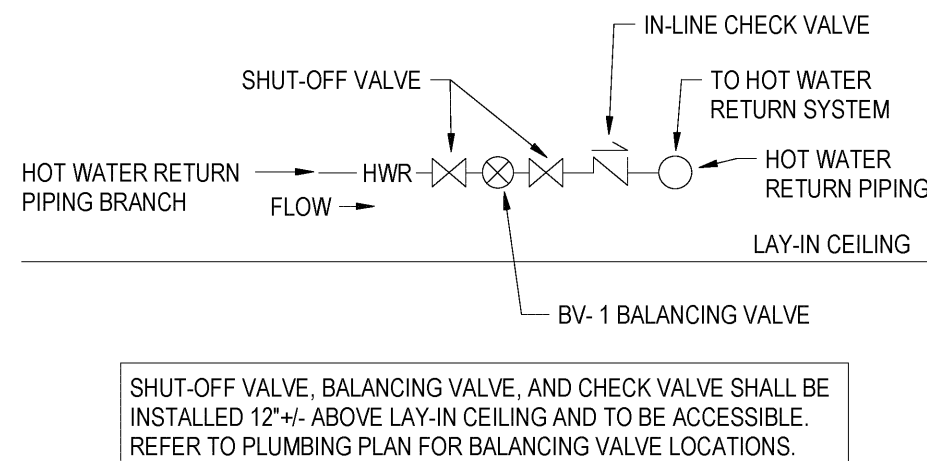 IN-LINE CHECK VALVE
SHUT-OFF VALVE
TO HOT WATER
RETURN SYSTEM
HOT WATER RETURN
PIPING BRANCH
HWR
FLOW
HOT WATER
RETURN PIPING
LAY-IN CEILING
BV- 1 BALANCING VALVE
SHUT-OFF VALVE, BALANCING VALVE, AND CHECK VALVE SHALL BE
INSTALLED 12"+/- ABOVE LAY-IN CEILING AND TO BE ACCESSIBLE.
REFER TO PLUMBING PLAN FOR BALANCING VALVE LOCATIONS.